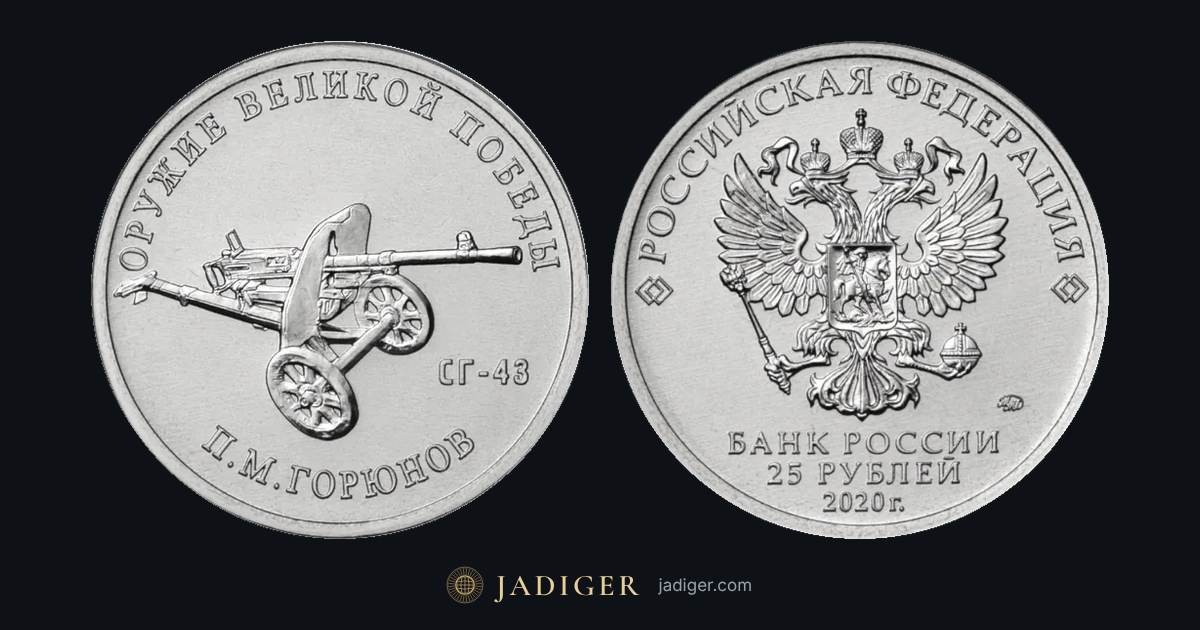 ОРУЖИЕ ВЕЛИКОЙ ПОБЕДЫ
СГ-43
П.М.ГОРЮНОВ
РОССИЙСКАЯ ФЕДЕРАЦИЯ
БАНК РОССИИ
25 РУБЛЕЙ
2020 г.
JADIGER
jadiger.com